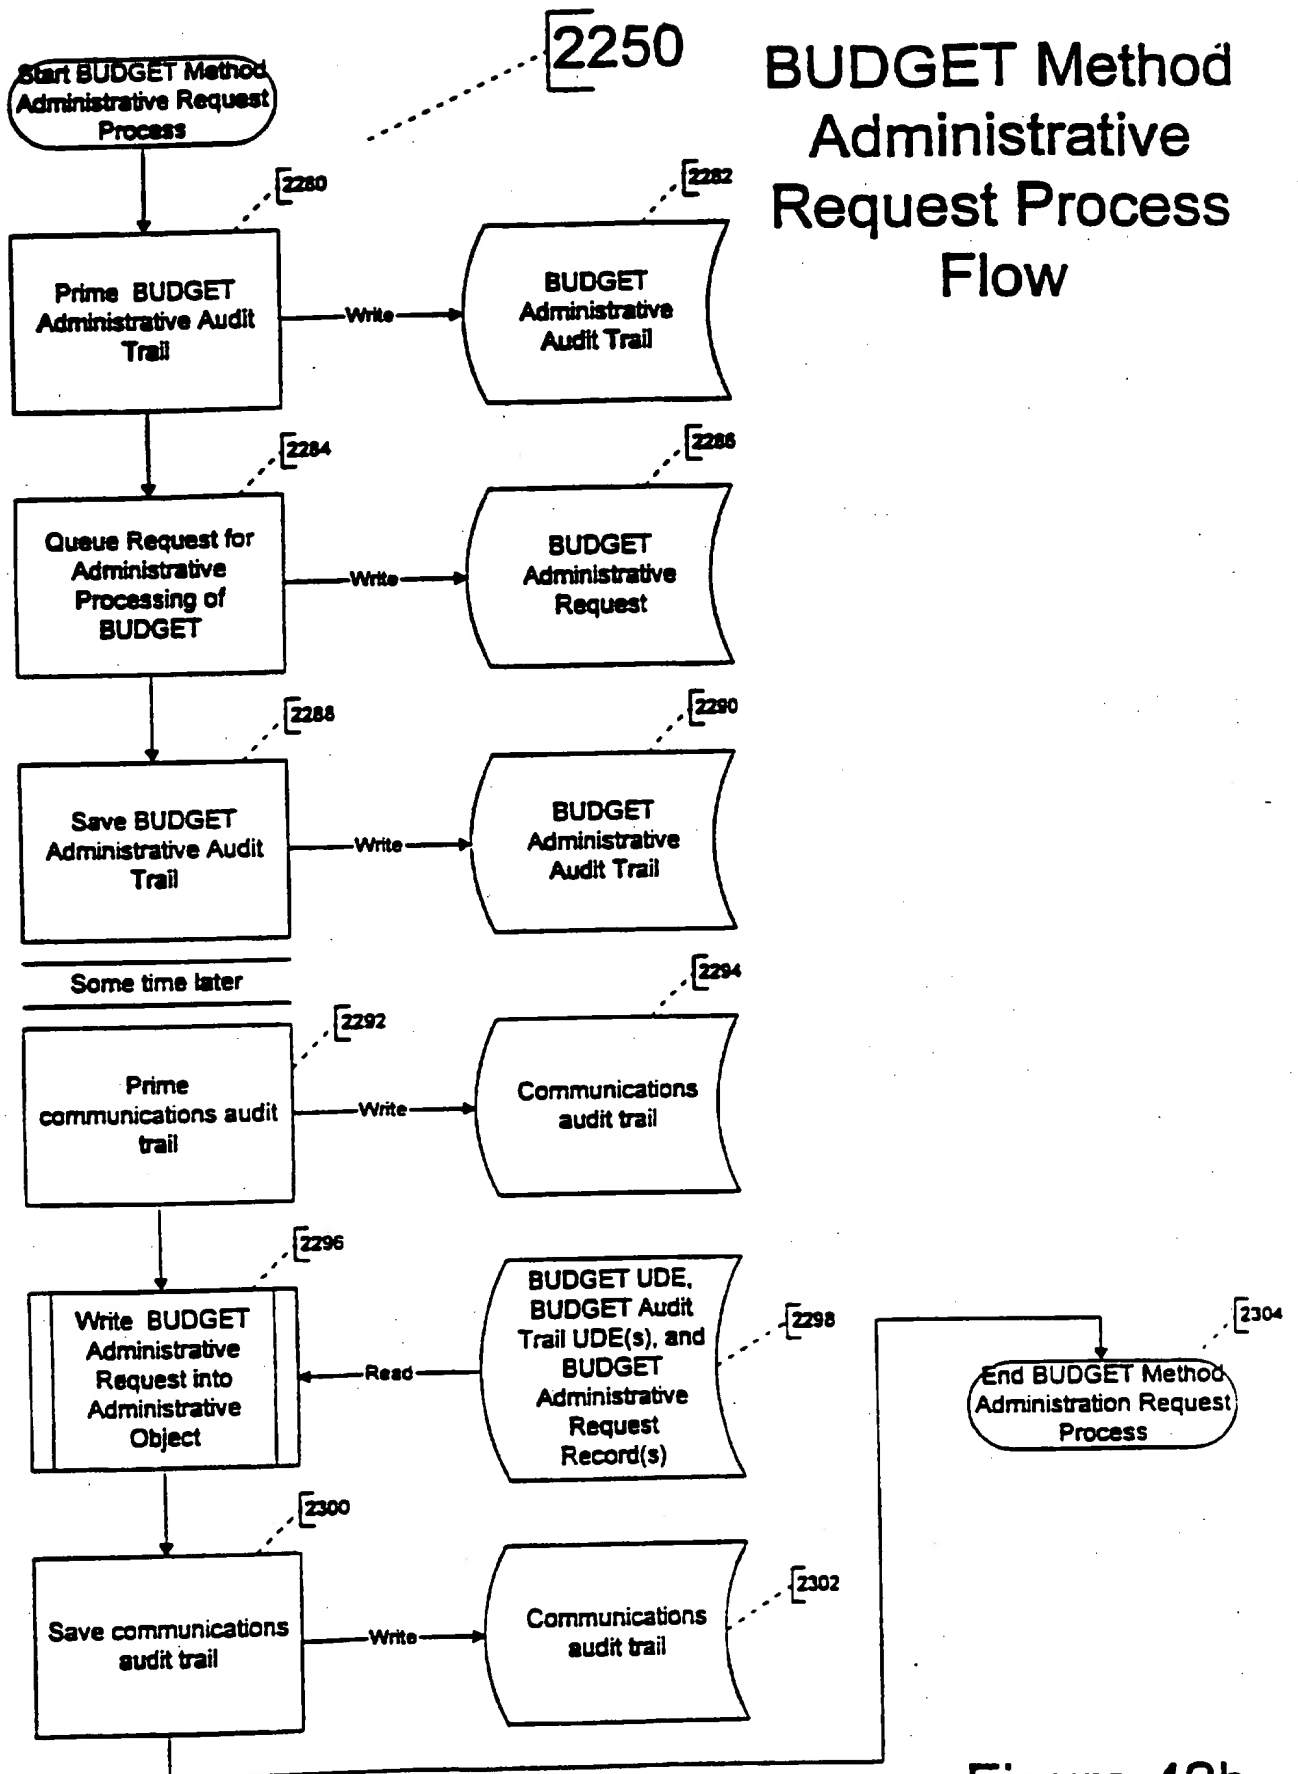 2250
BUDGET Method
Administrative
Request Process
Flow
Start BUDGET Method
Administrative Request
Process
2280
2282
Prime BUDGET
Administrative Audit
Trail
Write
BUDGET
Administrative
Audit Trail
2284
2286
Queue Request for
Administrative
Processing of
BUDGET
Write
BUDGET
Administrative
Request
2288
2290
Save BUDGET
Administrative Audit
Trail
Write
BUDGET
Administrative
Audit Trail
Some time later
2292
2294
Prime
communications audit
trail
Write
Communications
audit trail
2296
Write BUDGET
Administrative
Request into
Administrative
Object
Read
BUDGET UDE,
BUDGET Audit
Trail UDE(s), and
BUDGET
Administrative
Request
Record(s)
2298
2304
End BUDGET Method
Administration Request
Process
2300
2302
Save communications
audit trail
Write
Communications
audit trail